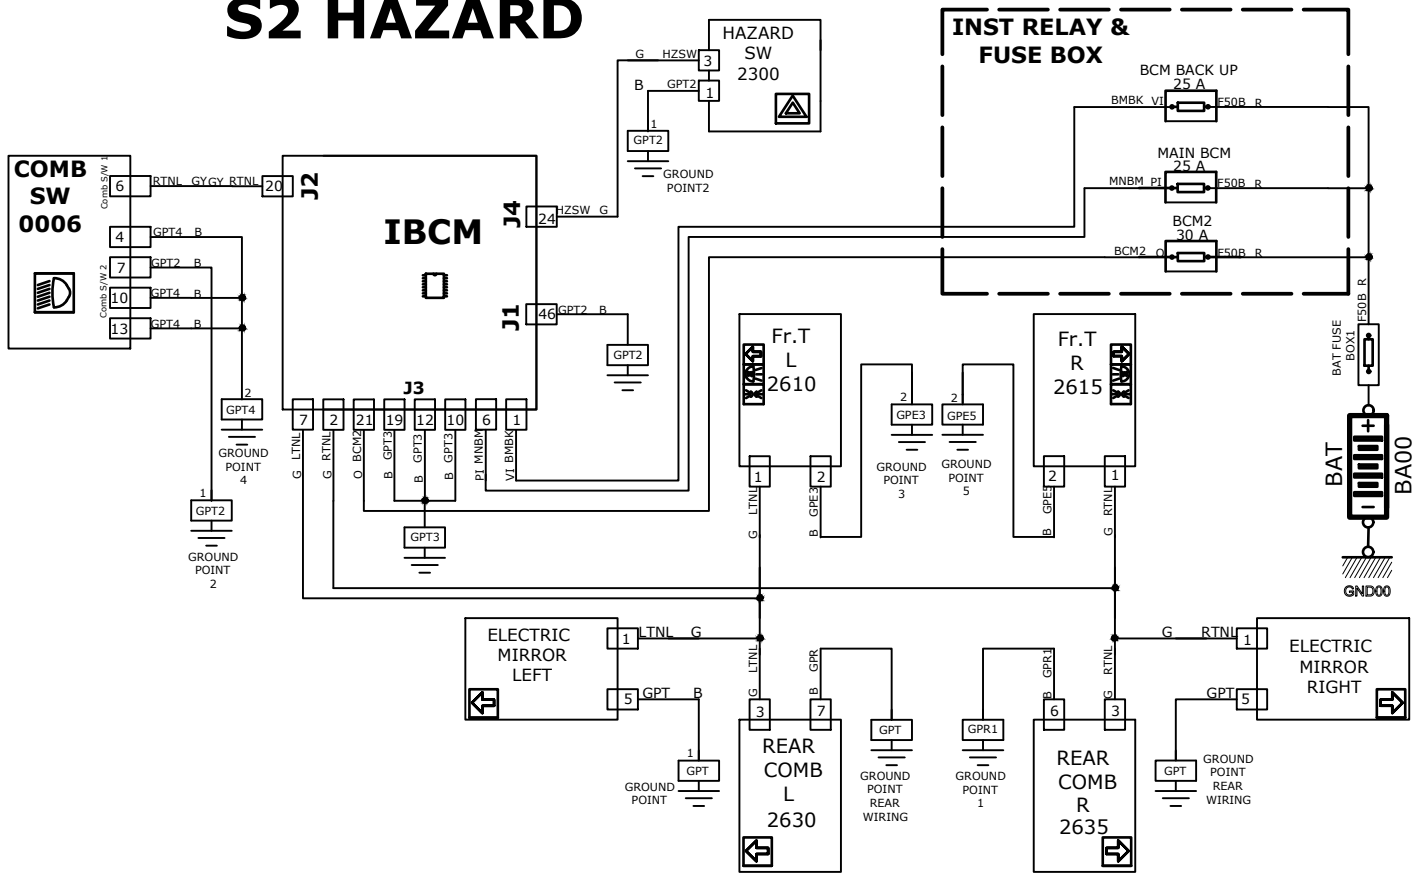 S2 HAZARD
HAZARD
SW
2300
G HZSW 3
B GPT2 1
1
GPT2
GROUND
POINT2
INST RELAY &
FUSE BOX
BCM BACK UP
25 A
BMBK VI F50B R
MAIN BCM
25 A
MNBM PI F50B R
BCM2
30 A
BCM2 O F50B R
F50B R
BAT FUSE
BOX1
+
BAT
BA00
−
GND00
COMB
SW
0006
Comb S/W 1
6 RTNL GY GY RTNL 20
Comb S/W 2
4 GPT4 B
7 GPT2 B
10 GPT4 B
13 GPT4 B
2
GPT4
GROUND
POINT
4
1
GPT2
GROUND
POINT
2
J2
IBCM
J4
24 HZSW G
J1
46 GPT2 B
GPT2
J3
7 2 21 19 12 10 6 1
G LTNL
G RTNL
O BCM2
B GPT3
B GPT3
B GPT3
PI MNBM
VI BMBK
GPT3
Fr.T
L
2610
1 2
G LTNL
B GPE3
2
GPE3
GROUND
POINT
3
2
GPE5
GROUND
POINT
5
Fr.T
R
2615
2 1
B GPE5
G RTNL
ELECTRIC
MIRROR
LEFT
1 LTNL G
5 GPT B
1
GPT
GROUND
POINT
G LTNL
B GPR
3 7
REAR
COMB
L
2630
GPT
GROUND
POINT
REAR
WIRING
GPR1
GROUND
POINT
1
B GPR1
G RTNL
6 3
REAR
COMB
R
2635
G RTNL 1
GPT 5
ELECTRIC
MIRROR
RIGHT
GPT
GROUND
POINT
REAR
WIRING